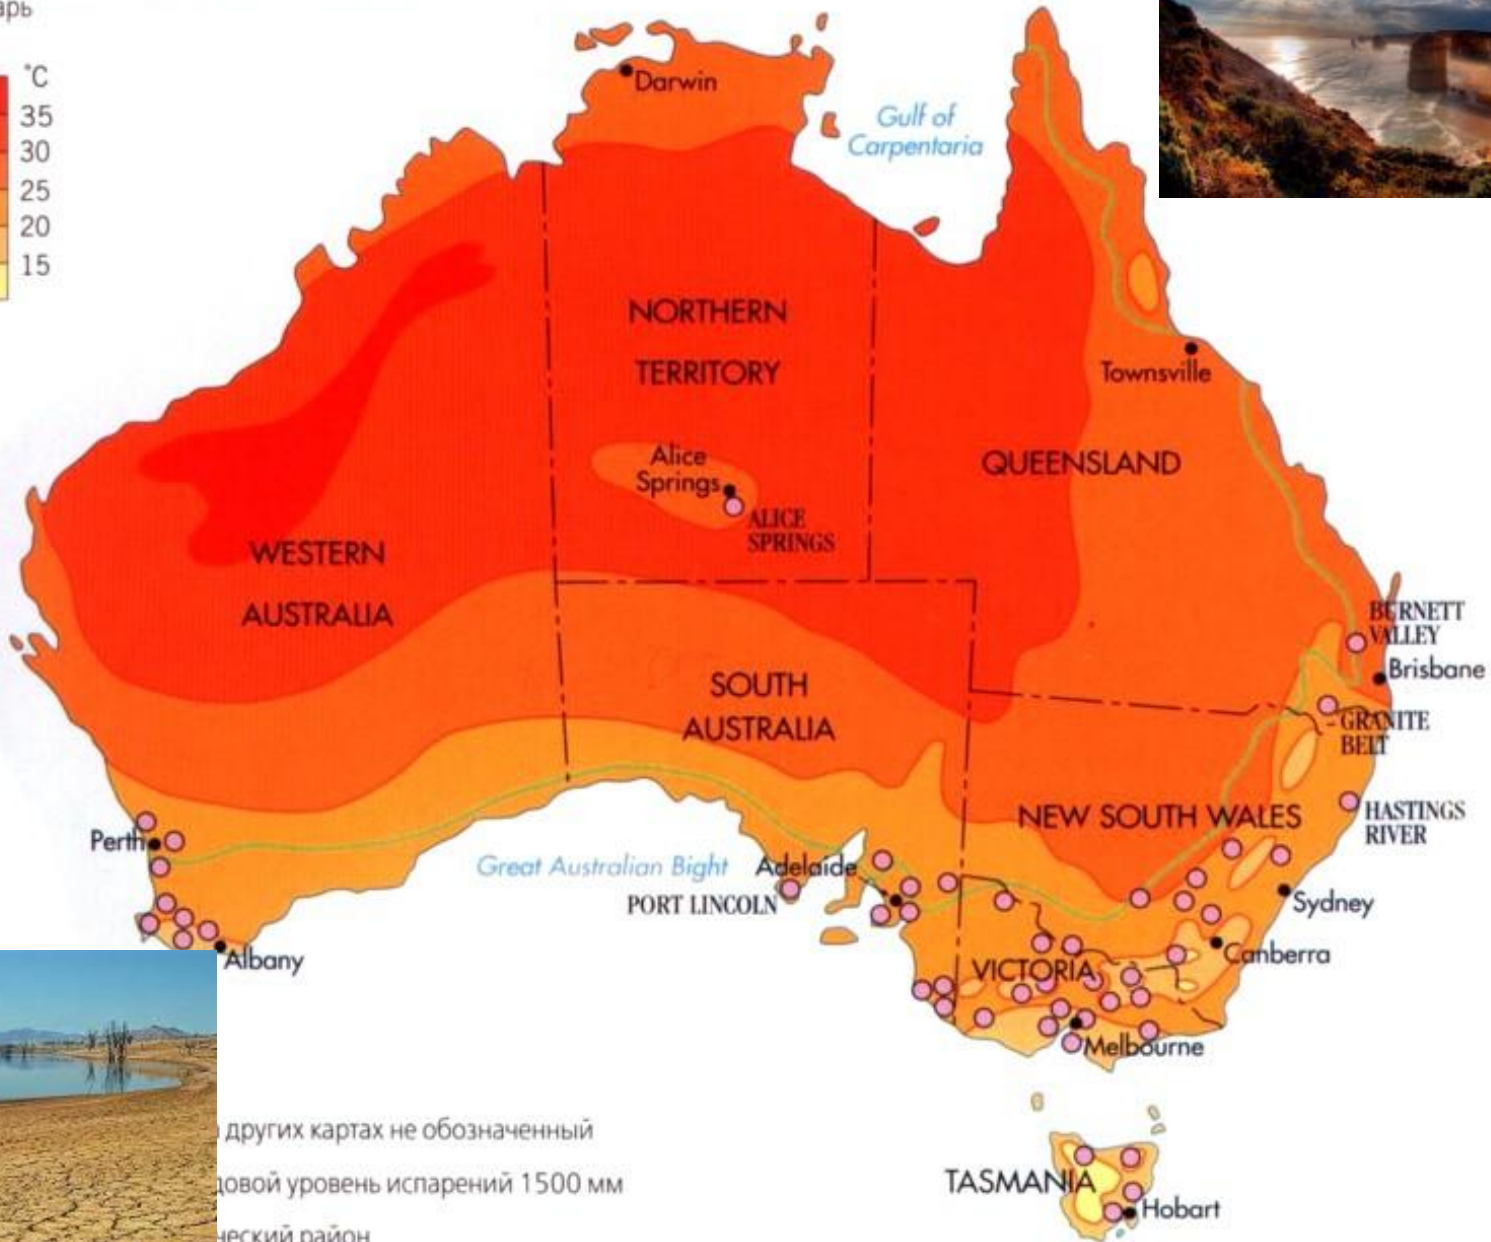 °C
35
30
25
20
15
Darwin
Gulf of
Carpentaria
NORTHERN
TERRITORY
Townsville
Alice
Springs
QUEENSLAND
ALICE
SPRINGS
WESTERN
AUSTRALIA
BURNETT
VALLEY
Brisbane
SOUTH
AUSTRALIA
GRANITE
BELT
NEW SOUTH WALES
HASTINGS
RIVER
Perth
Great Australian Bight
Adelaide
PORT LINCOLN
Sydney
Canberra
Albany
VICTORIA
Melbourne
других картах не обозначенный
довой уровень испарений 1500 мм
TASMANIA
Hobart
ческий район